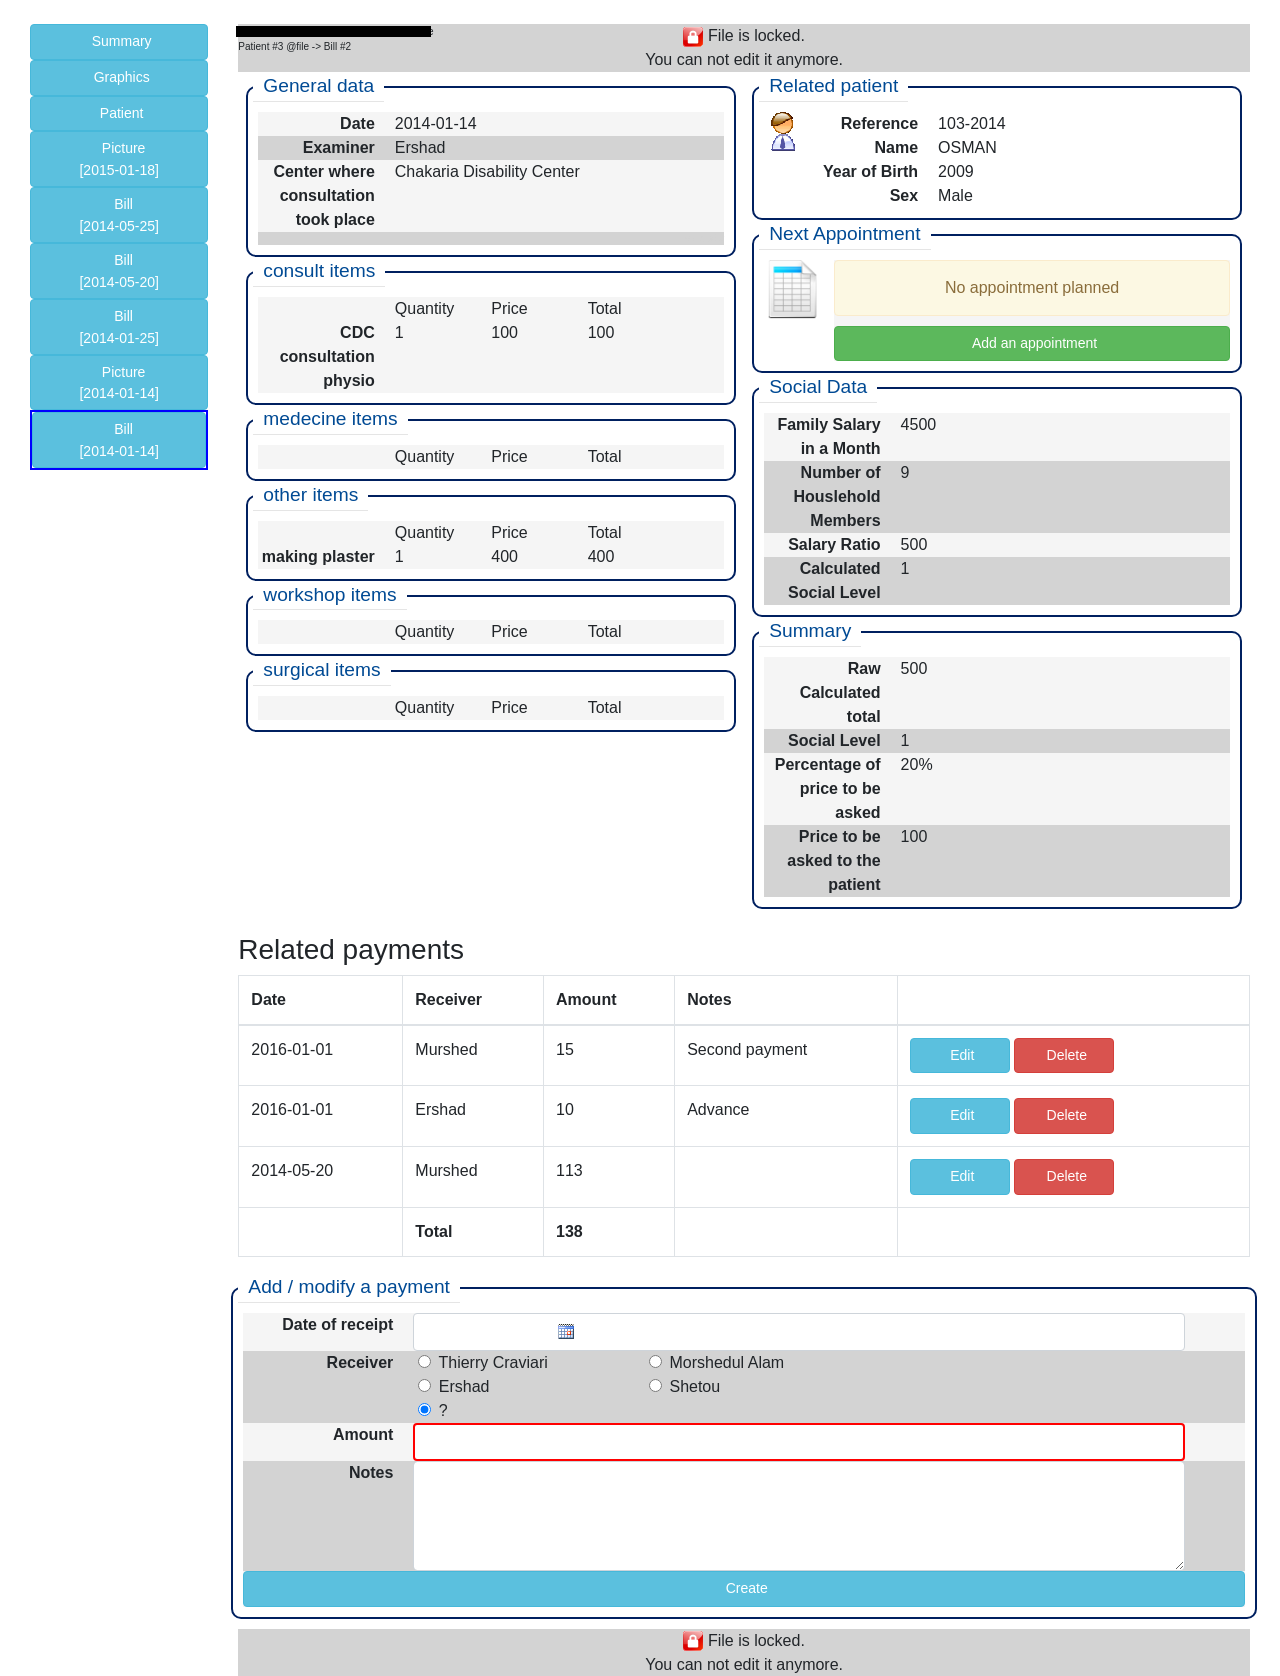 Summary
Graphics
Patient
Picture
[2015-01-18]
Bill
[2014-05-25]
Bill
[2014-05-20]
Bill
[2014-01-25]
Picture
[2014-01-14]
Bill
[2014-01-14]
Patient #3 @file -> Bill #2
File is locked.
You can not edit it anymore.
General data
Date 2014-01-14
Examiner Ershad
Center where Chakaria Disability Center
consultation
took place
consult items
Quantity Price Total
CDC 1 100 100
consultation
physio
medecine items
Quantity Price Total
other items
Quantity Price Total
making plaster 1 400 400
workshop items
Quantity Price Total
surgical items
Quantity Price Total
Related patient
Reference 103-2014
Name OSMAN
Year of Birth 2009
Sex Male
Next Appointment
No appointment planned
Add an appointment
Social Data
Family Salary 4500
in a Month
Number of 9
Houslehold
Members
Salary Ratio 500
Calculated 1
Social Level
Summary
Raw 500
Calculated
total
Social Level 1
Percentage of 20%
price to be
asked
Price to be 100
asked to the
patient
Related payments
Date Receiver Amount Notes
2016-01-01 Murshed 15 Second payment Edit Delete
2016-01-01 Ershad 10 Advance Edit Delete
2014-05-20 Murshed 113 Edit Delete
Total 138
Add / modify a payment
Date of receipt
Receiver Thierry Craviari Morshedul Alam
Ershad Shetou
?
Amount
Notes
Create
File is locked.
You can not edit it anymore.